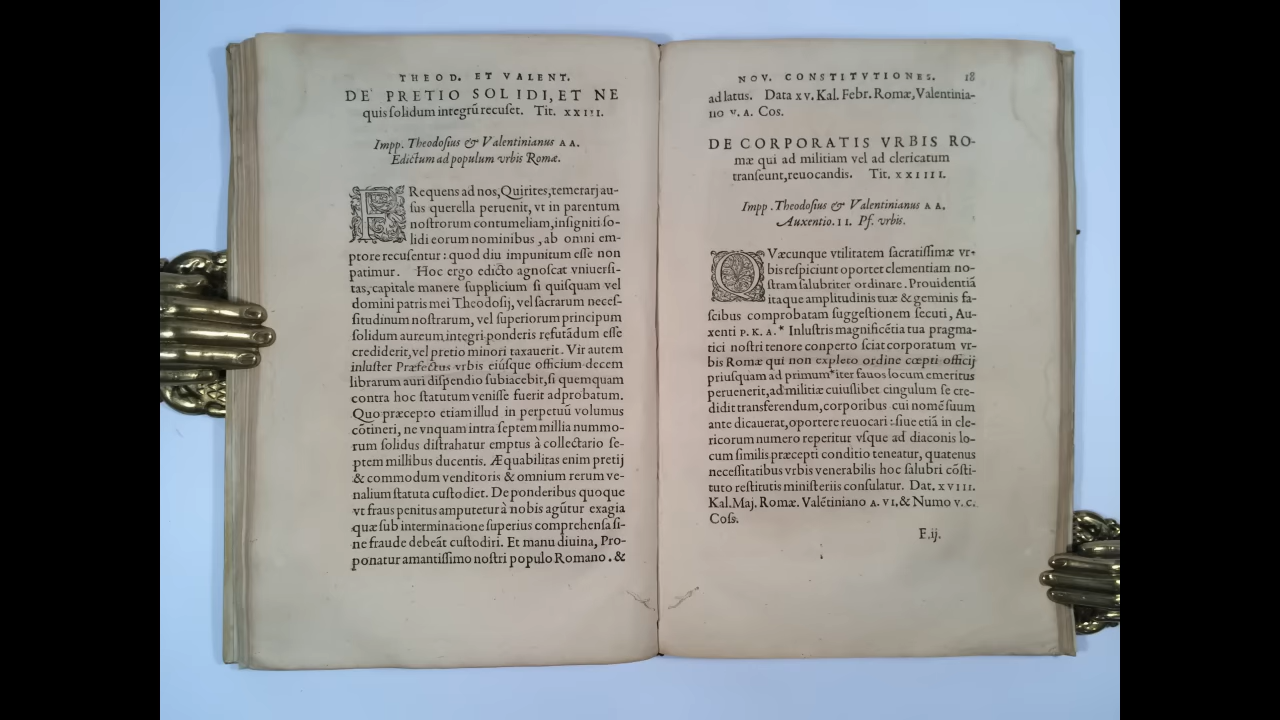 THEOD. ET VALENT.
DE PRETIO SOLIDI, ET NE
quis solidum integrũ recuset. Tit. XXIII.
Impp. Theodosius & Valentinianus AA.
Edictum ad populum vrbis Romæ.
FRequens ad nos, Quirites, temerarj au-
sus querella peruenit, vt in parentum
nostrorum contumeliam, insigniti so-
lidi eorum nominibus, ab omni em-
ptore recusentur: quod diu impunitum esse non
patimur. Hoc ergo edicto agnoscat vniuersi-
tas, capitale manere supplicium si quisquam vel
domini patris mei Theodosij, vel sacrarum neces-
situdinum nostrarum, vel superiorum principum
solidum aureum integri ponderis refutãdum esse
crediderit, vel pretio minori taxauerit. Vir autem
inluster Præfectus vrbis eiúsque officium decem
librarum auri dispendio subiacebit, si quemquam
contra hoc statutum venisse fuerit adprobatum.
Quo præcepto etiam illud in perpetuũ volumus
cõtineri, ne vnquam intra septem millia nummo-
rum solidus distrahatur emptus à collectario se-
ptem millibus ducentis. Æquabilitas enim pretij
& commodum venditoris & omnium rerum ve-
nalium statuta custodiet. De ponderibus quoque
vt fraus penitus amputetur à nobis agũtur exagia
quæ sub interminatione superius comprehensa si-
ne fraude debeãt custodiri. Et manu diuina, Pro-
ponatur amantissimo nostri populo Romano. &
NOV. CONSTITVTIONES. 18
ad latus. Data xv. Kal. Febr. Romæ, Valentinia-
no V. A. Cos.
DE CORPORATIS VRBIS RO-
mæ qui ad militiam vel ad clericatum
transeunt, reuocandis. Tit. XXIIII.
Impp. Theodosius & Valentinianus AA.
Auxentio. II. Pf. vrbis.
QVæcunque vtilitatem sacratissimæ vr-
bis respiciunt oportet clementiam no-
stram salubriter ordinare. Prouidentiã
itaque amplitudinis tuæ & geminis fa-
scibus comprobatam suggestionem secuti, Au-
xenti P. K. A.* Inlustris magnificẽtia tua pragma-
tici nostri tenore conperto sciat corporatum vr-
bis Romæ qui non expleto ordine cœpti officij
priusquam ad primum*iter fauos locum emeritus
peruenerit, ad militiæ cuiuslibet cingulum se cre-
didit transferendum, corporibus cui nomẽ suum
ante dicauerat, oportere reuocari: siue etiã in cle-
ricorum numero reperitur vsque ad diaconis lo-
cum similis præcepti conditio teneatur, quatenus
necessitatibus vrbis venerabilis hoc salubri cõsti-
tuto restitutis ministeriis consulatur. Dat. XVIII.
Kal. Maj. Romæ. Valẽtiniano A. VI, & Numo V. C.
Coss.
E.ij.